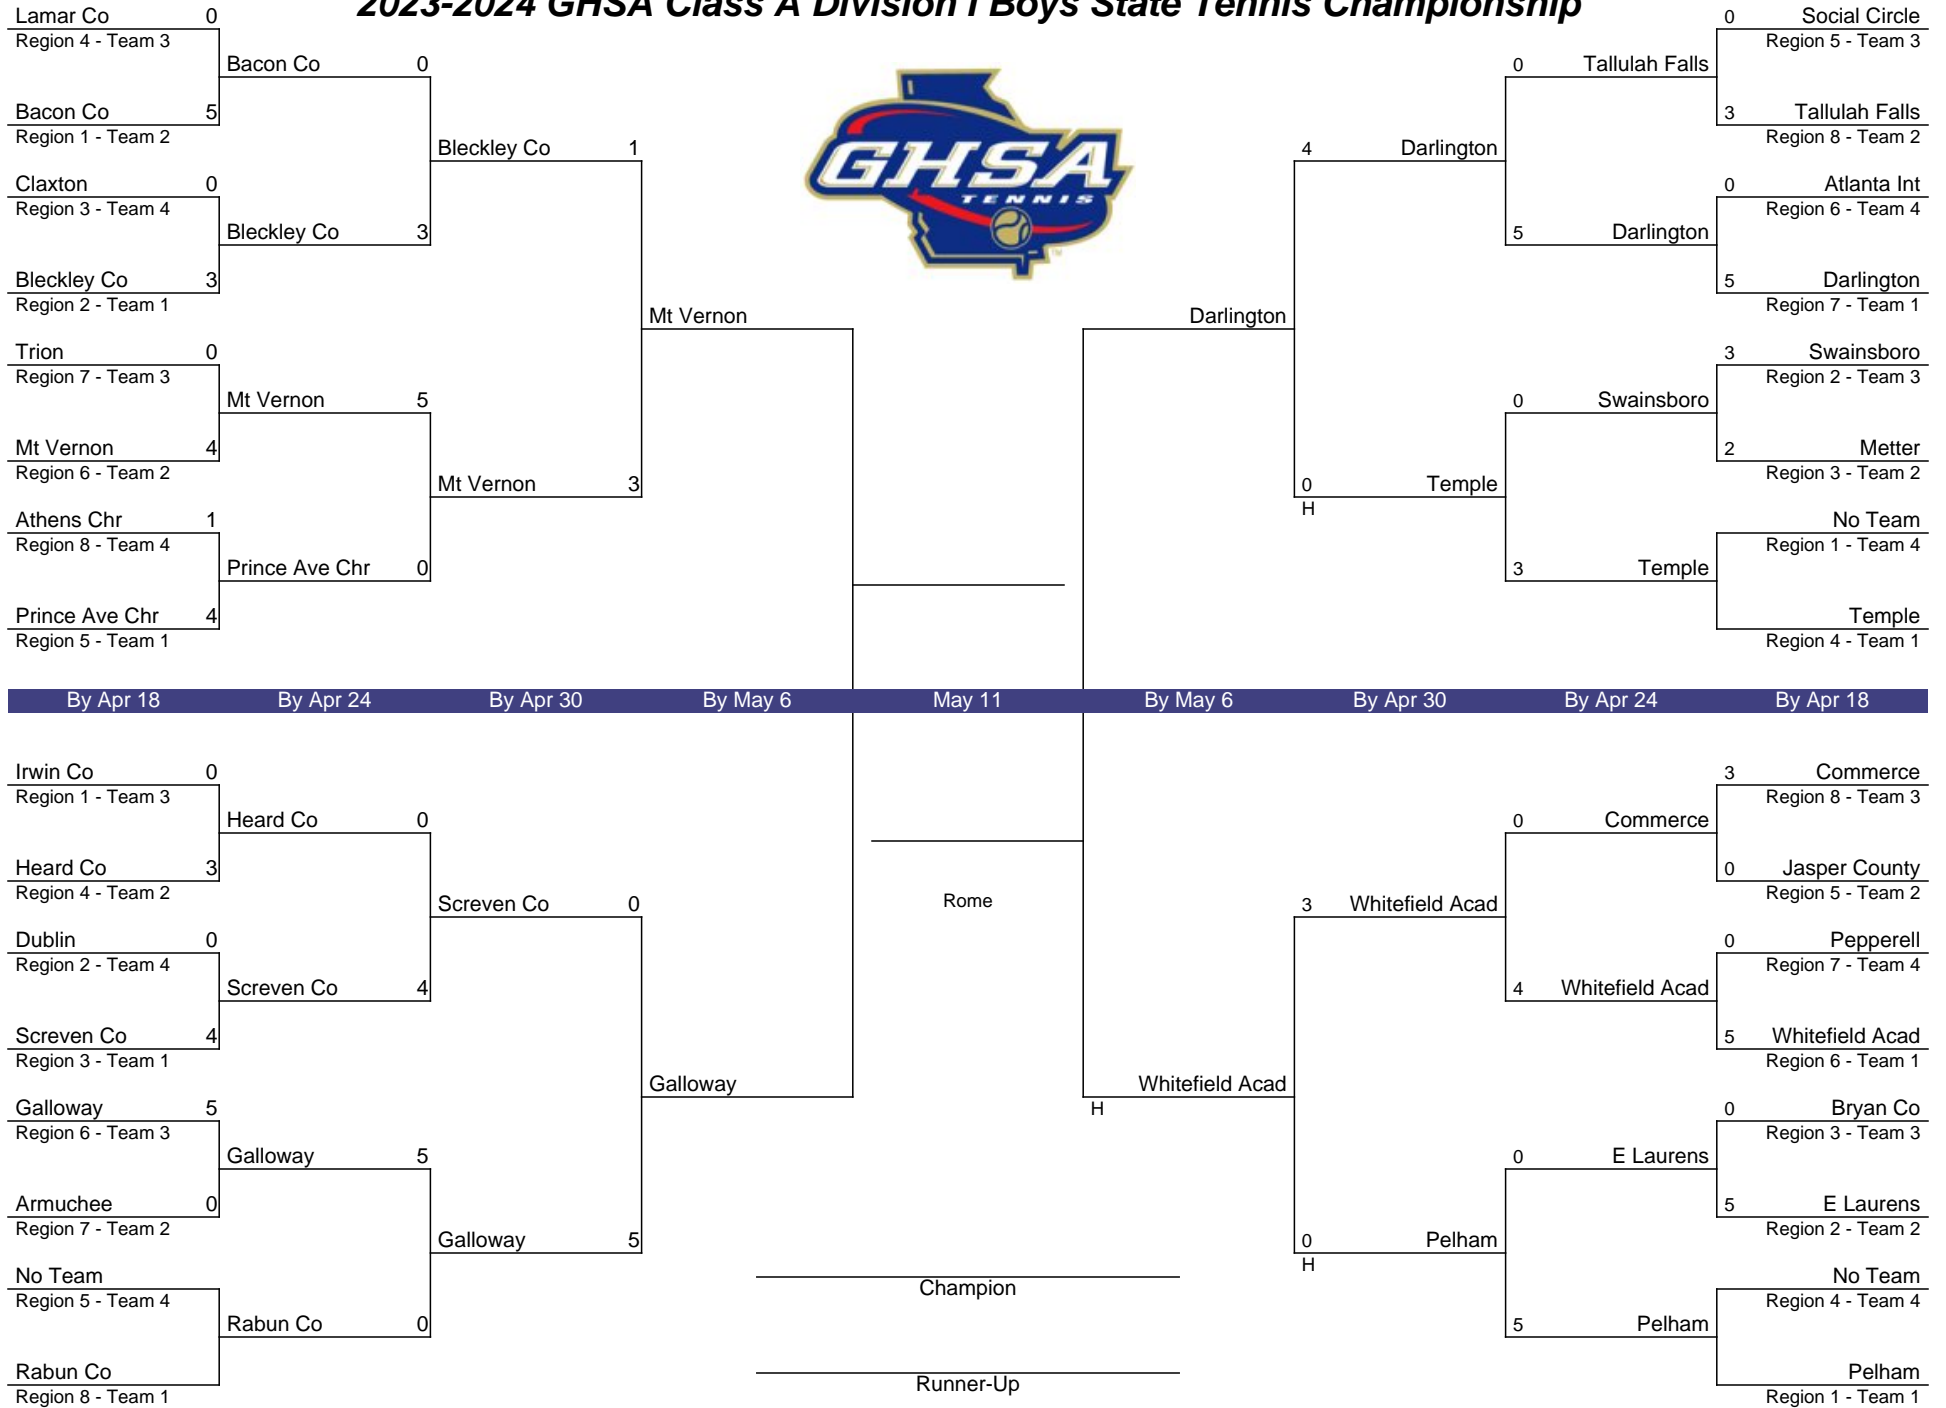 2023-2024 GHSA Class A Division I Boys State Tennis Championship
Lamar Co 0
Region 4 - Team 3
Bacon Co 0
Bacon Co 5
Region 1 - Team 2
Bleckley Co 1
Claxton 0
Region 3 - Team 4
Bleckley Co 3
Bleckley Co 3
Region 2 - Team 1
Mt Vernon
Trion 0
Region 7 - Team 3
Mt Vernon 5
Mt Vernon 4
Region 6 - Team 2
Mt Vernon 3
Athens Chr 1
Region 8 - Team 4
Prince Ave Chr 0
Prince Ave Chr 4
Region 5 - Team 1
GHSA
TENNIS
TM
0 Social Circle
Region 5 - Team 3
0 Tallulah Falls
3 Tallulah Falls
Region 8 - Team 2
4 Darlington
0 Atlanta Int
Region 6 - Team 4
5 Darlington
5 Darlington
Region 7 - Team 1
Darlington
3 Swainsboro
Region 2 - Team 3
0 Swainsboro
2 Metter
Region 3 - Team 2
0 Temple
H
No Team
Region 1 - Team 4
3 Temple
Temple
Region 4 - Team 1
By Apr 18 By Apr 24 By Apr 30 By May 6 May 11 By May 6 By Apr 30 By Apr 24 By Apr 18
Irwin Co 0
Region 1 - Team 3
Heard Co 0
Heard Co 3
Region 4 - Team 2
Screven Co 0
Dublin 0
Region 2 - Team 4
Screven Co 4
Screven Co 4
Region 3 - Team 1
Galloway
Galloway 5
Region 6 - Team 3
Galloway 5
Armuchee 0
Region 7 - Team 2
Galloway 5
No Team
Region 5 - Team 4
Rabun Co 0
Rabun Co
Region 8 - Team 1
Rome
Champion
Runner-Up
3 Commerce
Region 8 - Team 3
0 Commerce
0 Jasper County
Region 5 - Team 2
3 Whitefield Acad
0 Pepperell
Region 7 - Team 4
4 Whitefield Acad
5 Whitefield Acad
Region 6 - Team 1
Whitefield Acad
H
0 Bryan Co
Region 3 - Team 3
0 E Laurens
5 E Laurens
Region 2 - Team 2
0 Pelham
H
No Team
Region 4 - Team 4
5 Pelham
Pelham
Region 1 - Team 1